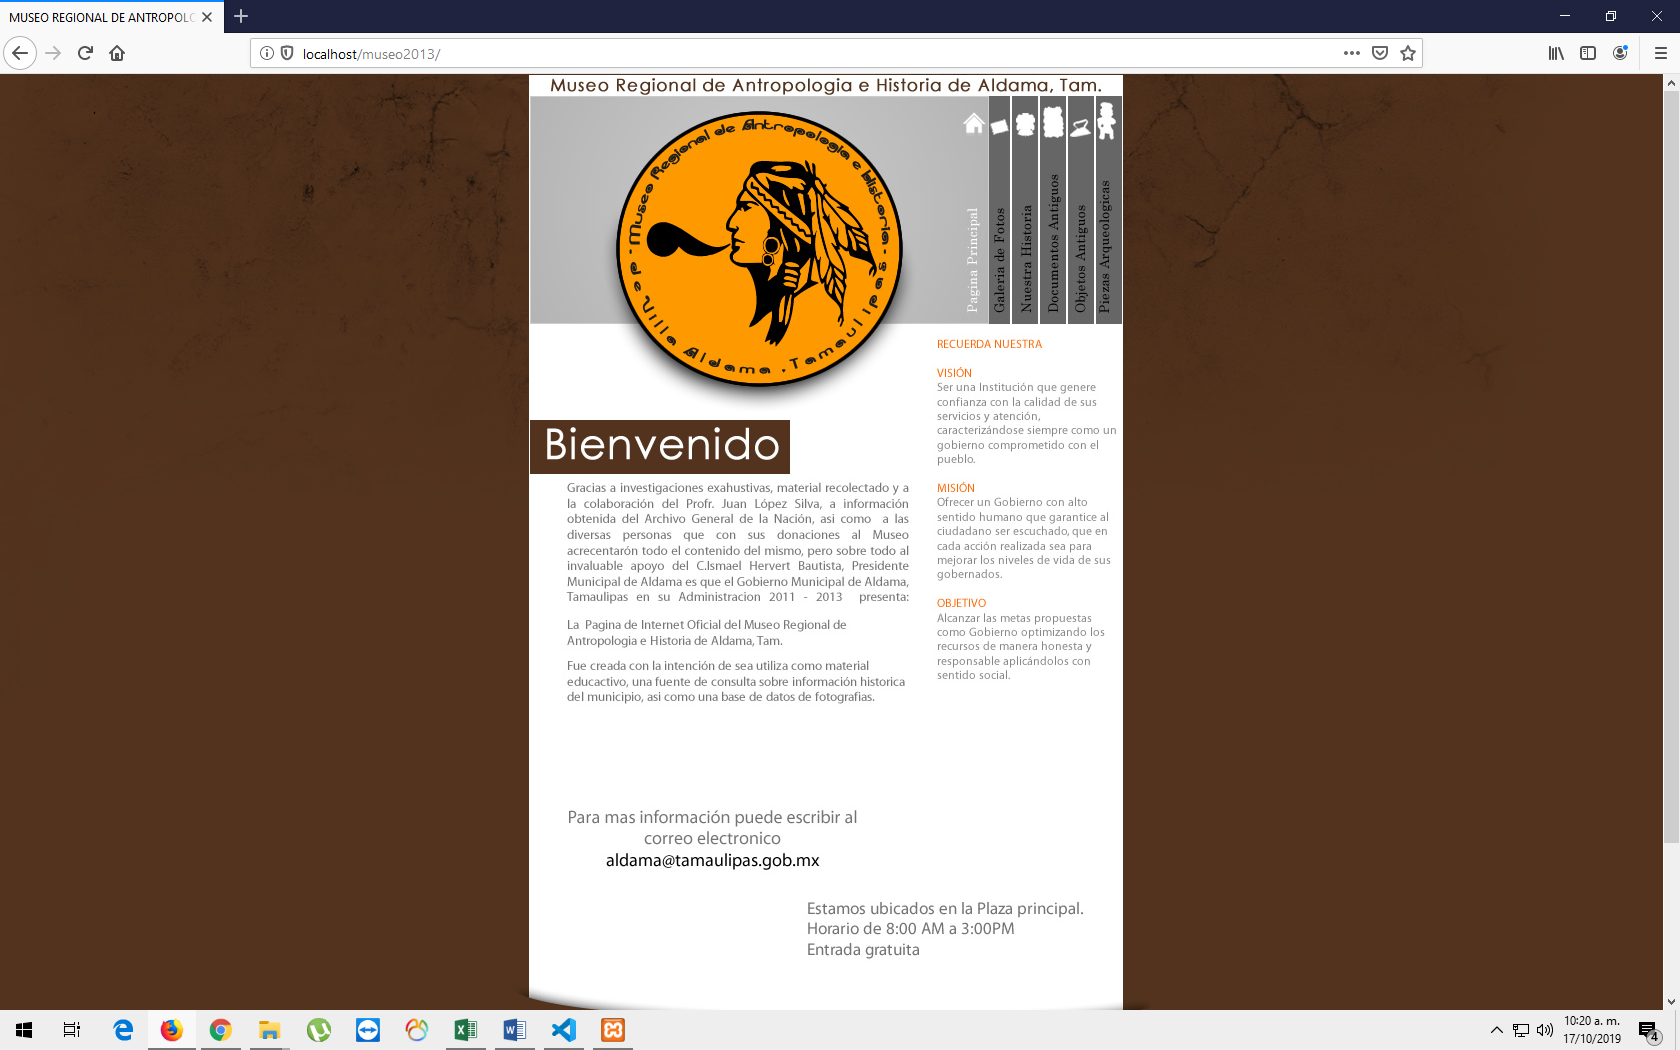 MUSEO REGIONAL DE ANTROPOLO
localhost/museo2013/
Museo Regional de Antropologia e Historia de Aldama, Tam.
Museo Regional de Antropologia e Historia
de Villa Aldama, Tamaulipas
Pagina Principal
Galeria de Fotos
Nuestra Historia
Documentos Antiguos
Objetos Antiguos
Piezas Arqueologicas
Bienvenido
Gracias a investigaciones exahustivas, material recolectado y a
la colaboración del Profr. Juan López Silva, a información
obtenida del Archivo General de la Nación, asi como a las
diversas personas que con sus donaciones al Museo
acrecentarón todo el contenido del mismo, pero sobre todo al
invaluable apoyo del C.Ismael Hervert Bautista, Presidente
Municipal de Aldama es que el Gobierno Municipal de Aldama,
Tamaulipas en su Administracion 2011 - 2013 presenta:
La Pagina de Internet Oficial del Museo Regional de
Antropologia e Historia de Aldama, Tam.
Fue creada con la intención de sea utiliza como material
educactivo, una fuente de consulta sobre información historica
del municipio, asi como una base de datos de fotografias.
RECUERDA NUESTRA
VISIÓN
Ser una Institución que genere
confianza con la calidad de sus
servicios y atención,
caracterizándose siempre como un
gobierno comprometido con el
pueblo.
MISIÓN
Ofrecer un Gobierno con alto
sentido humano que garantice al
ciudadano ser escuchado, que en
cada acción realizada sea para
mejorar los niveles de vida de sus
gobernados.
OBJETIVO
Alcanzar las metas propuestas
como Gobierno optimizando los
recursos de manera honesta y
responsable aplicándolos con
sentido social.
Para mas información puede escribir al
correo electronico
aldama@tamaulipas.gob.mx
Estamos ubicados en la Plaza principal.
Horario de 8:00 AM a 3:00PM
Entrada gratuita
10:20 a. m.
17/10/2019
4